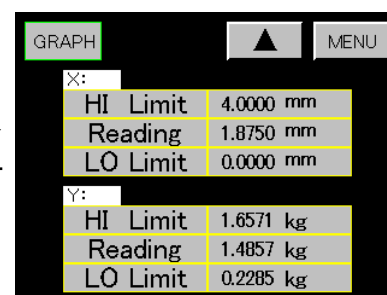 GRAPH ▲ MENU
X:
HI Limit 4.0000 mm
Reading 1.8750 mm
LO Limit 0.0000 mm
Y:
HI Limit 1.6571 kg
Reading 1.4857 kg
LO Limit 0.2285 kg